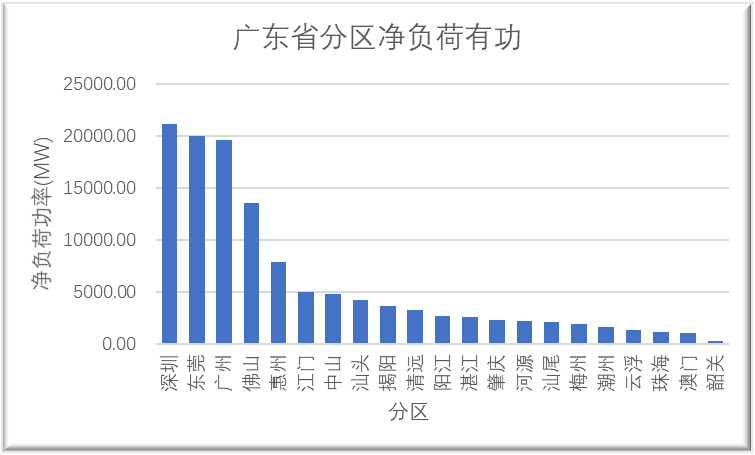 广东省分区净负荷有功
25000.00
20000.00
15000.00
10000.00
5000.00
0.00
净负荷功率(MW)
深圳
东莞
广州
佛山
惠州
江门
中山
汕头
揭阳
清远
阳江
湛江
肇庆
河源
汕尾
梅州
潮州
云浮
珠海
澳门
韶关
分区